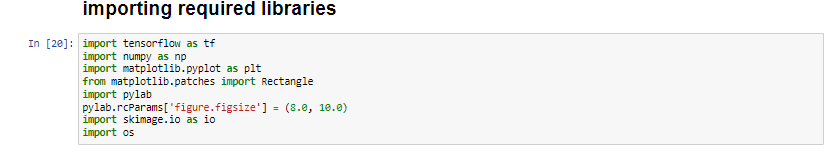 importing required libraries
In [20]: import tensorflow as tf
import numpy as np
import matplotlib.pyplot as plt
from matplotlib.patches import Rectangle
import pylab
pylab.rcParams['figure.figsize'] = (8.0, 10.0)
import skimage.io as io
import os